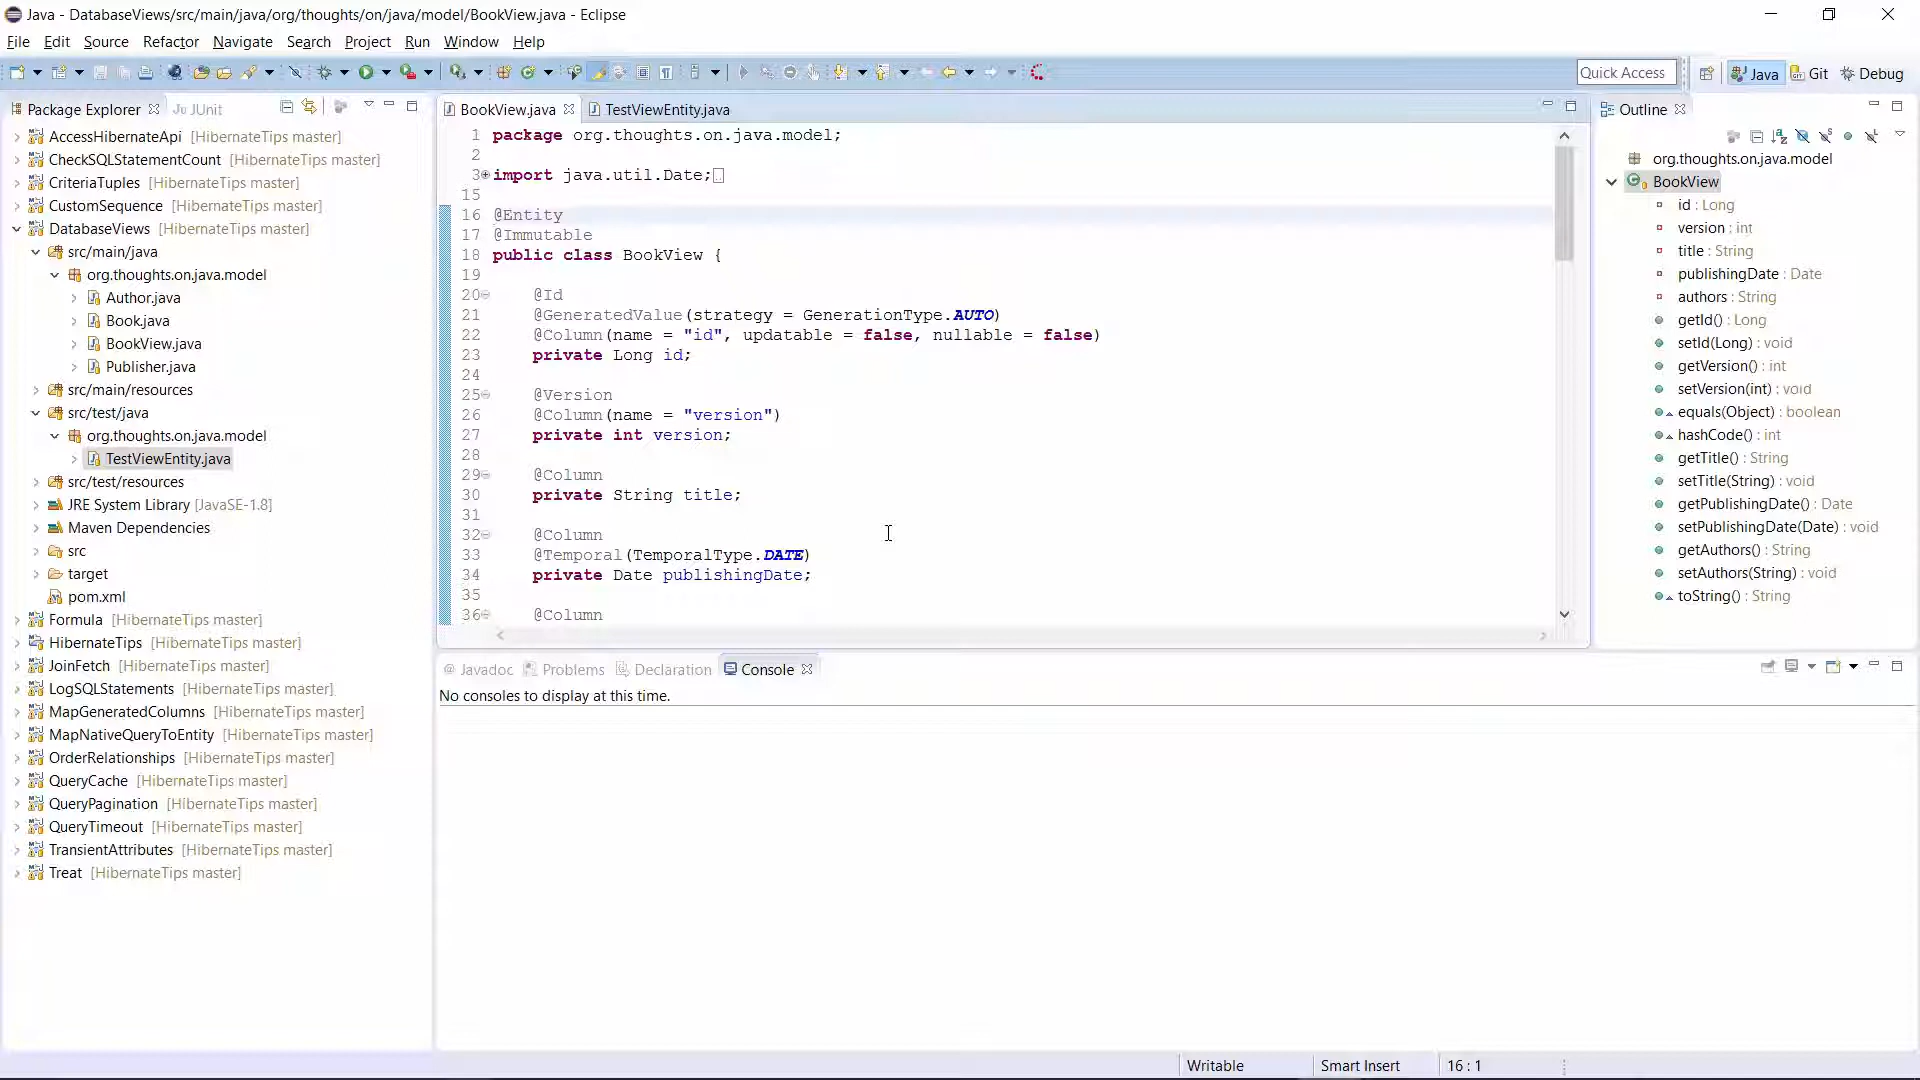 Java - DatabaseViews/src/main/java/org/thoughts/on/java/model/BookView.java - Eclipse
File Edit Source Refactor Navigate Search Project Run Window Help
Quick Access
Java
Git
Debug
Package Explorer
JUnit
AccessHibernateApi [HibernateTips master]
CheckSQLStatementCount [HibernateTips master]
CriteriaTuples [HibernateTips master]
CustomSequence [HibernateTips master]
DatabaseViews [HibernateTips master]
src/main/java
org.thoughts.on.java.model
Author.java
Book.java
BookView.java
Publisher.java
src/main/resources
src/test/java
org.thoughts.on.java.model
TestViewEntity.java
src/test/resources
JRE System Library [JavaSE-1.8]
Maven Dependencies
src
target
pom.xml
Formula [HibernateTips master]
HibernateTips [HibernateTips master]
JoinFetch [HibernateTips master]
LogSQLStatements [HibernateTips master]
MapGeneratedColumns [HibernateTips master]
MapNativeQueryToEntity [HibernateTips master]
OrderRelationships [HibernateTips master]
QueryCache [HibernateTips master]
QueryPagination [HibernateTips master]
QueryTimeout [HibernateTips master]
TransientAttributes [HibernateTips master]
Treat [HibernateTips master]
BookView.java
TestViewEntity.java
1 package org.thoughts.on.java.model;
2
3 import java.util.Date;
15
16 @Entity
17 @Immutable
18 public class BookView {
19
20 @Id
21 @GeneratedValue(strategy = GenerationType.AUTO)
22 @Column(name = "id", updatable = false, nullable = false)
23 private Long id;
24
25 @Version
26 @Column(name = "version")
27 private int version;
28
29 @Column
30 private String title;
31
32 @Column
33 @Temporal(TemporalType.DATE)
34 private Date publishingDate;
35
36 @Column
Javadoc
Problems
Declaration
Console
No consoles to display at this time.
Outline
org.thoughts.on.java.model
BookView
id : Long
version : int
title : String
publishingDate : Date
authors : String
getId() : Long
setId(Long) : void
getVersion() : int
setVersion(int) : void
equals(Object) : boolean
hashCode() : int
getTitle() : String
setTitle(String) : void
getPublishingDate() : Date
setPublishingDate(Date) : void
getAuthors() : String
setAuthors(String) : void
toString() : String
Writable
Smart Insert
16 : 1